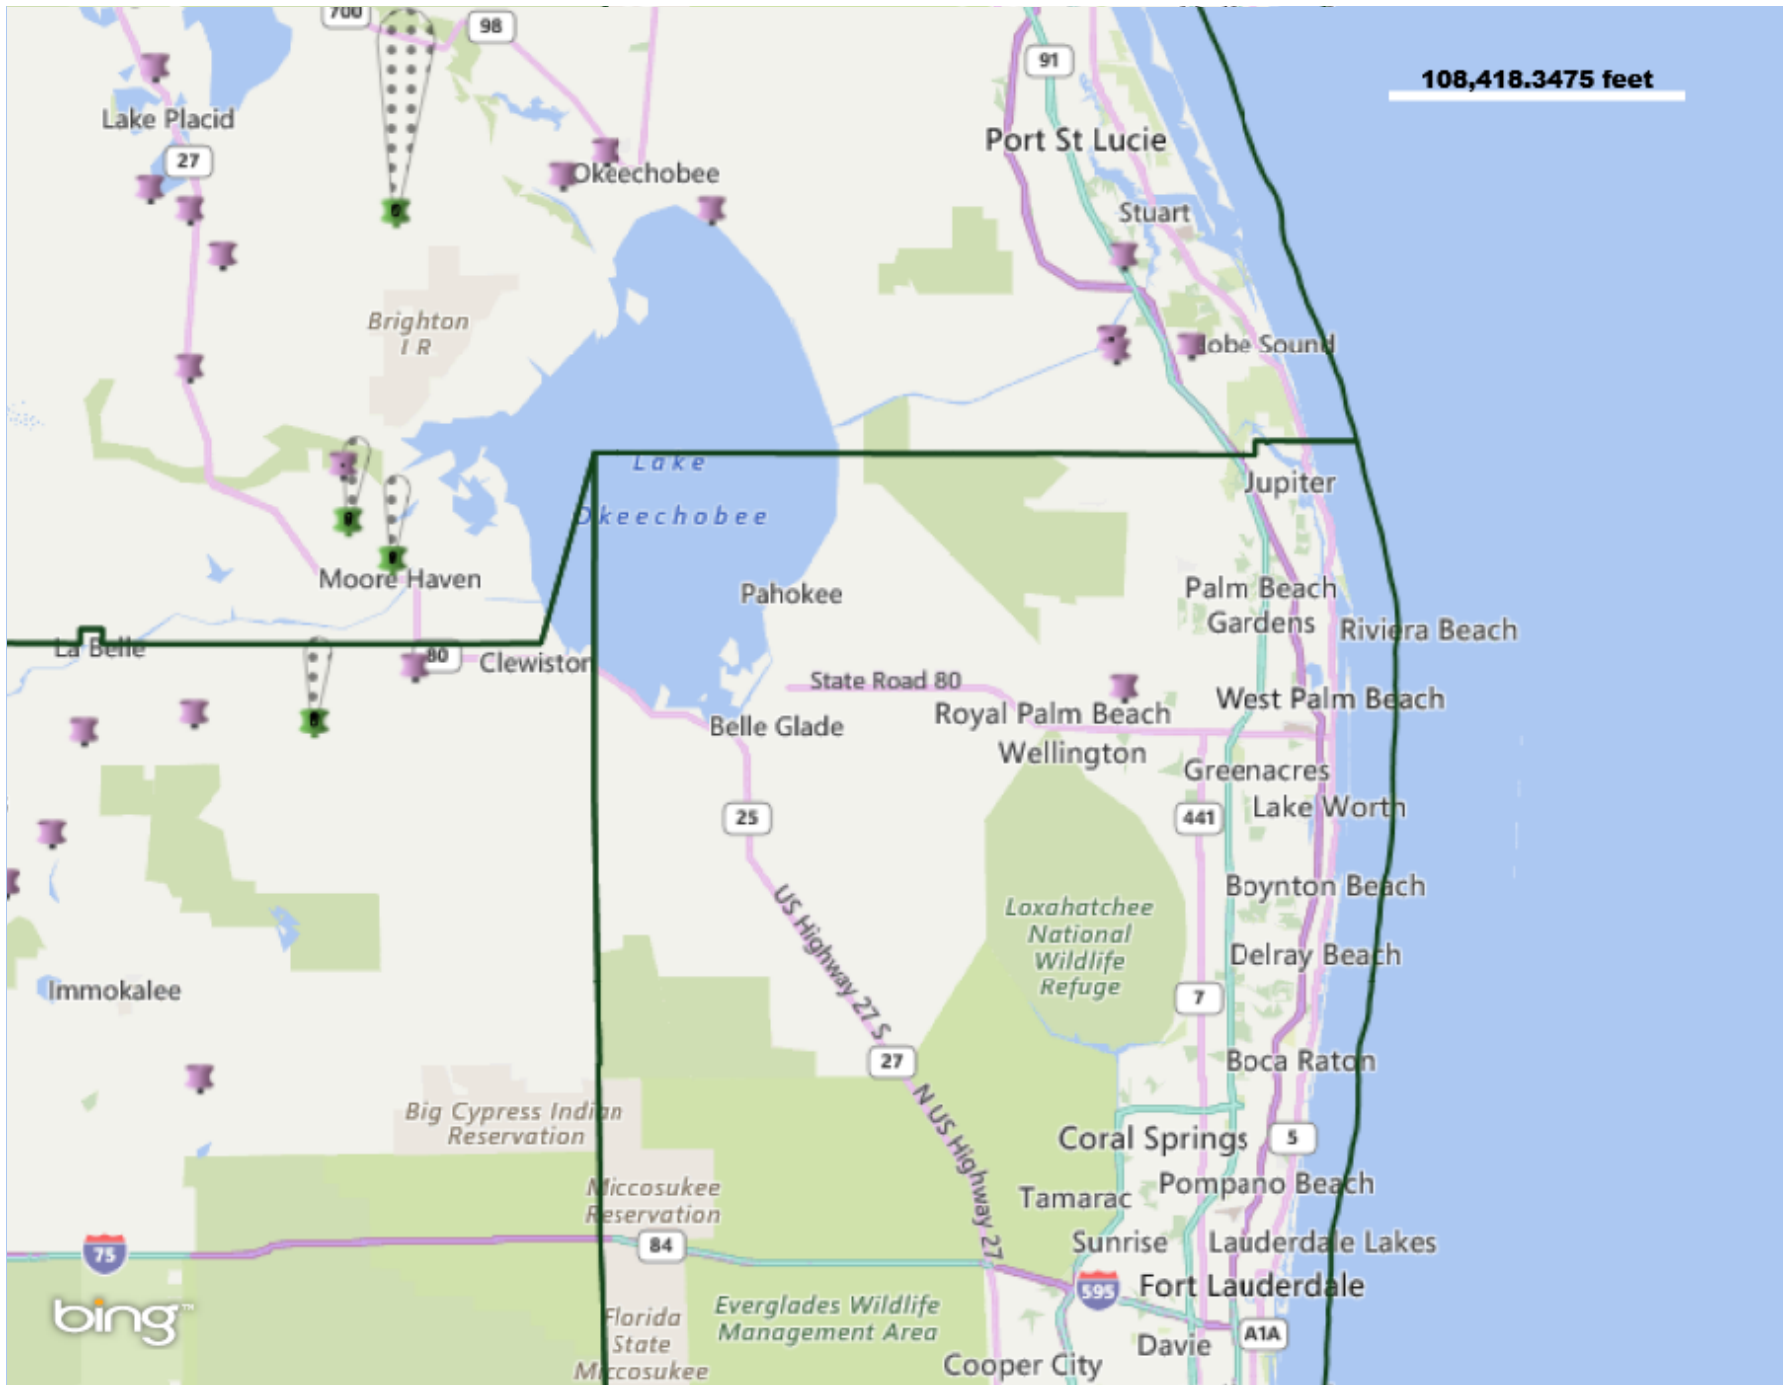 700
98
91
108,418.3475 feet
Lake Placid
27
Port St Lucie
Okeechobee
Stuart
Brighton
I R
Hobe Sound
Lake
Okeechobee
Jupiter
Moore Haven
Pahokee
Palm Beach
Gardens
Riviera Beach
La Belle
80
Clewiston
State Road 80
West Palm Beach
Royal Palm Beach
Belle Glade
Wellington
Greenacres
25
441
Lake Worth
Boynton Beach
US Highway 27 S
Loxahatchee
National
Wildlife
Refuge
Delray Beach
Immokalee
7
27
Boca Raton
N US Highway 27
Big Cypress Indian
Reservation
Coral Springs
5
Miccosukee
Reservation
Tamarac
Pompano Beach
75
84
Sunrise
Lauderdale Lakes
595
Fort Lauderdale
bing™
Florida
State
Miccosukee
Everglades Wildlife
Management Area
Davie
A1A
Cooper City